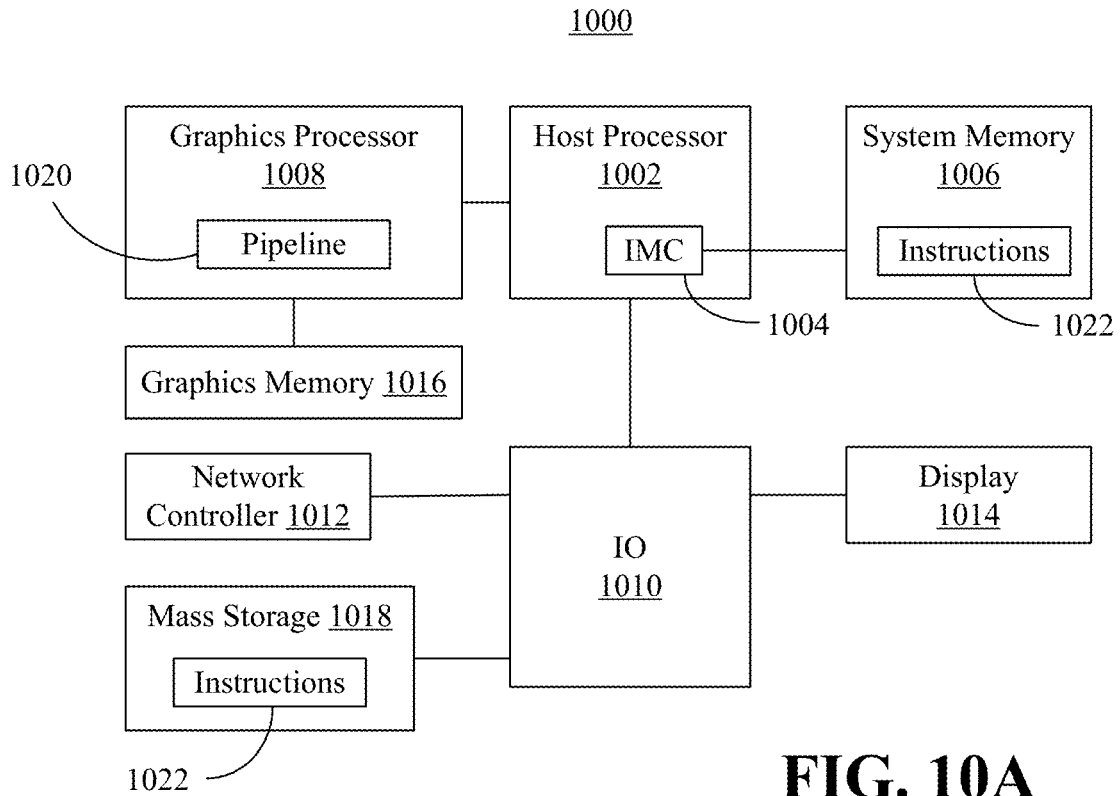 1000
Graphics Processor
1008
Host Processor
1002
System Memory
1006
1020
Pipeline
IMC
Instructions
1004
1022
Graphics Memory 1016
Network
Controller 1012
IO
1010
Display
1014
Mass Storage 1018
Instructions
1022
FIG. 10A